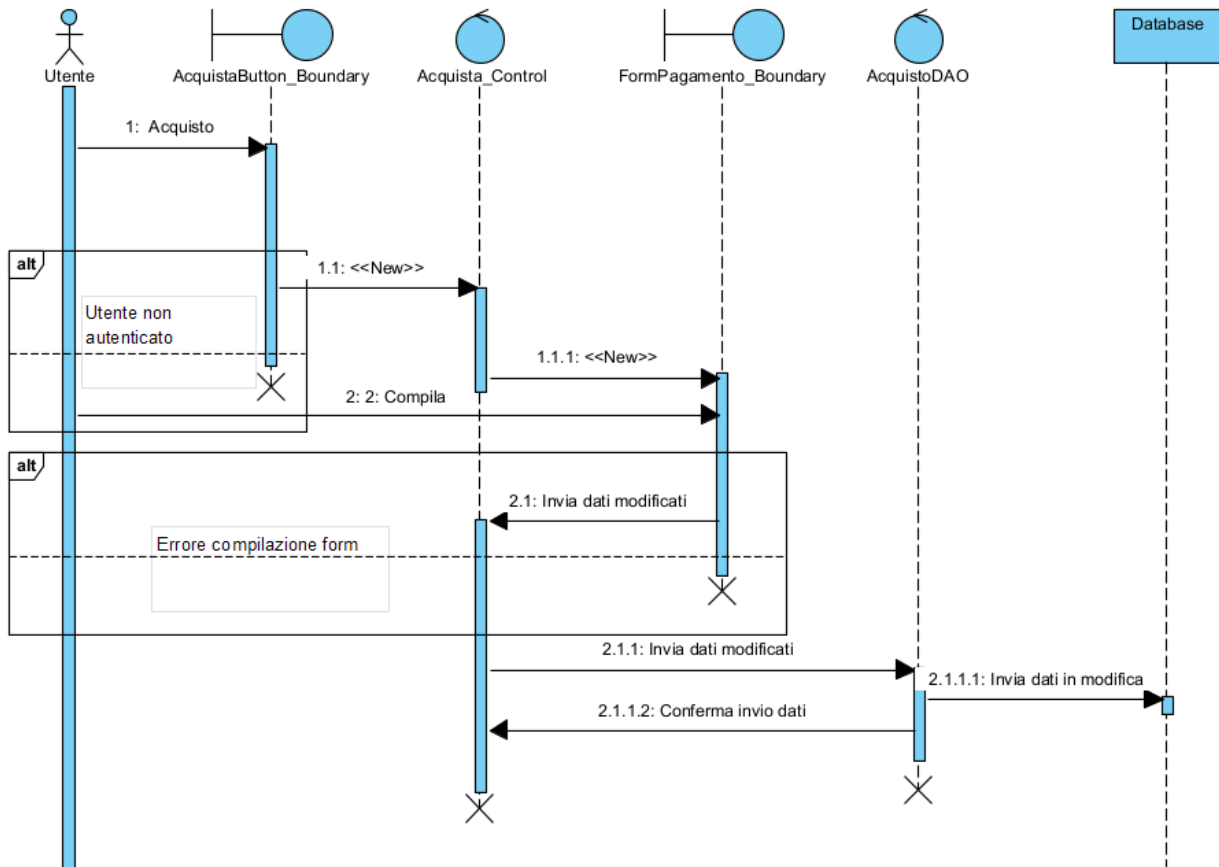 Database
Utente
AcquistaButton_Boundary
Acquista_Control
FormPagamento_Boundary
AcquistoDAO
1: Acquisto
alt
1.1: <<New>>
Utente non
autenticato
1.1.1: <<New>>
2: 2: Compila
alt
2.1: Invia dati modificati
Errore compilazione form
2.1.1: Invia dati modificati
2.1.1.1: Invia dati in modifica
2.1.1.2: Conferma invio dati